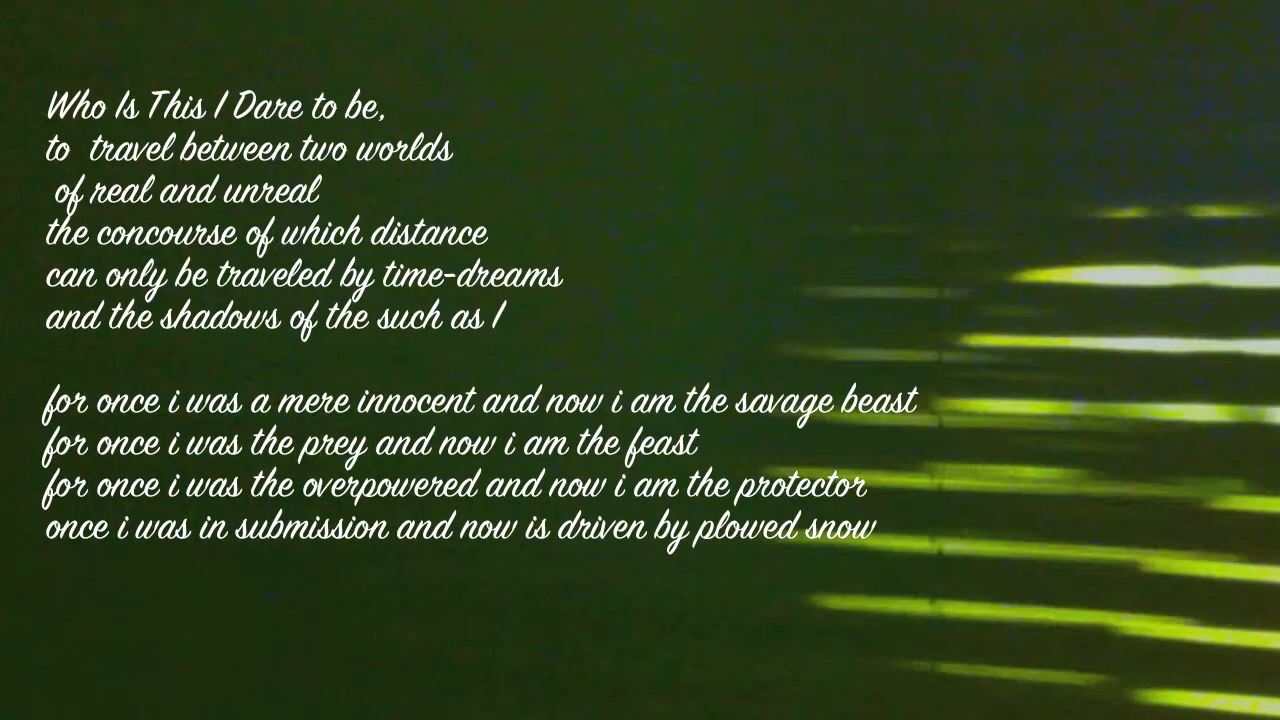 Who Is This I Dare to be,
to  travel between two worlds
of real and unreal
the concourse of which distance
can only be traveled by time-dreams
and the shadows of the such as I
for once i was a mere innocent and now i am the savage beast
for once i was the prey and now i am the feast
for once i was the overpowered and now i am the protector
once i was in submission and now is driven by plowed snow